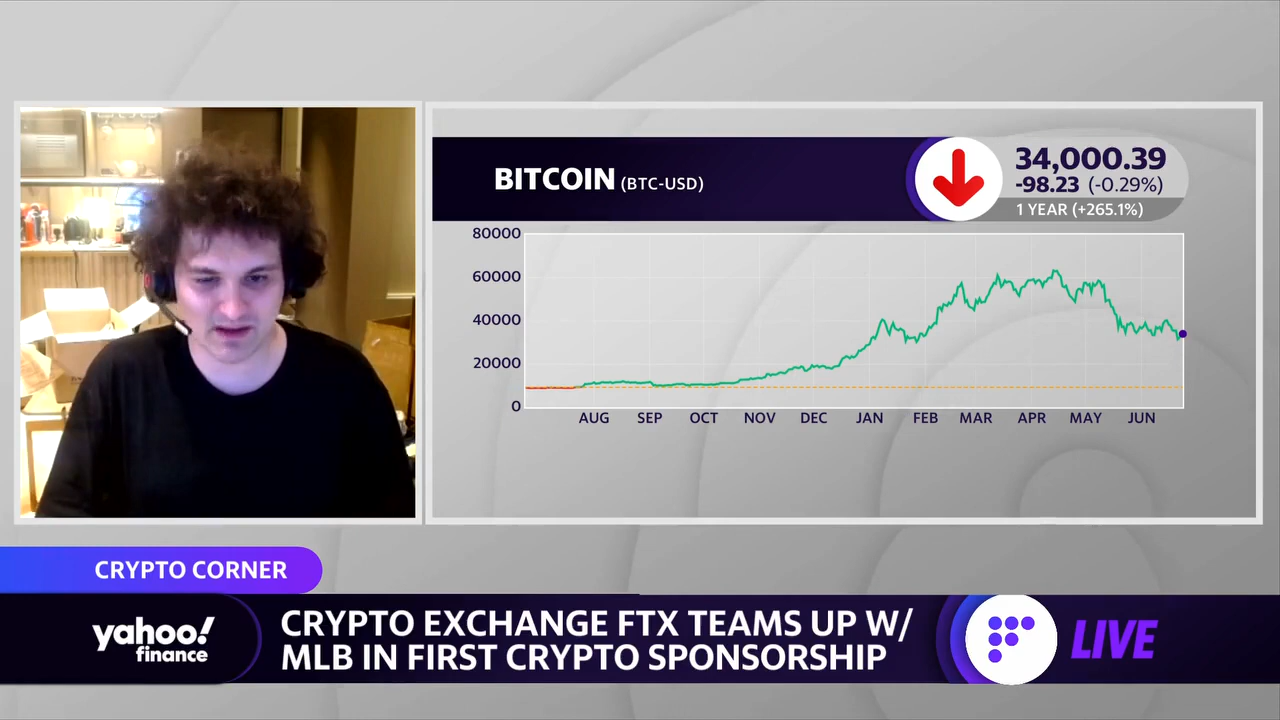 BITCOIN (BTC-USD)
34,000.39
-98.23 (-0.29%)
1 YEAR (+265.1%)
80000
60000
40000
20000
0
AUG SEP OCT NOV DEC JAN FEB MAR APR MAY JUN
CRYPTO CORNER
yahoo!
finance
CRYPTO EXCHANGE FTX TEAMS UP W/
MLB IN FIRST CRYPTO SPONSORSHIP
LIVE